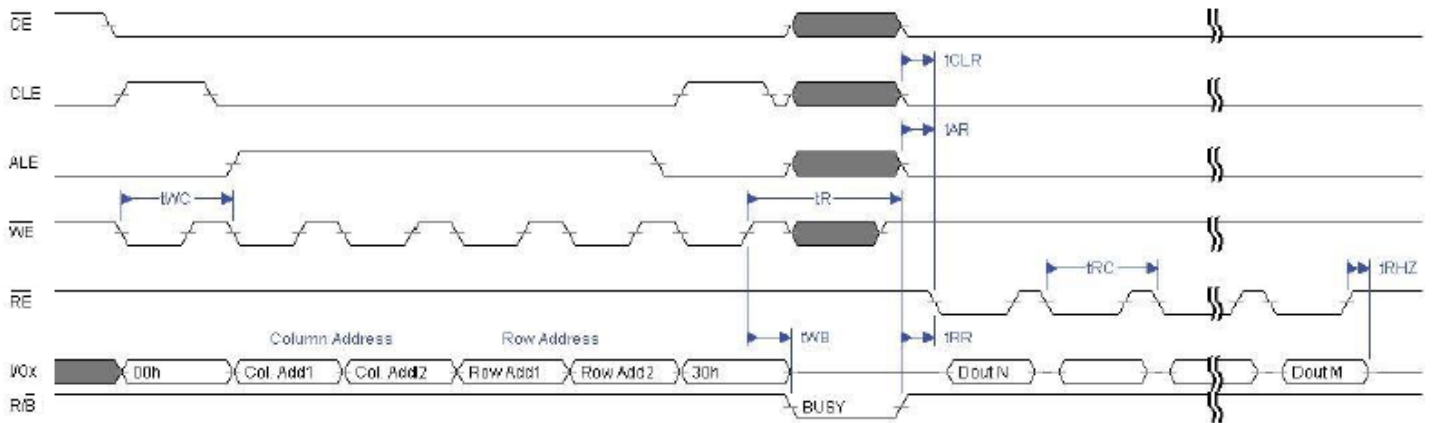 CE
tCLR
CLE
tAR
ALE
tWC
tR
WE
tRC
tRHZ
RE
Column Address Row Address tWB tRR
I/Ox 00h Col. Add1 Col. Add2 Row Add1 Row Add2 30h Dout N Dout M
R/B BUSY